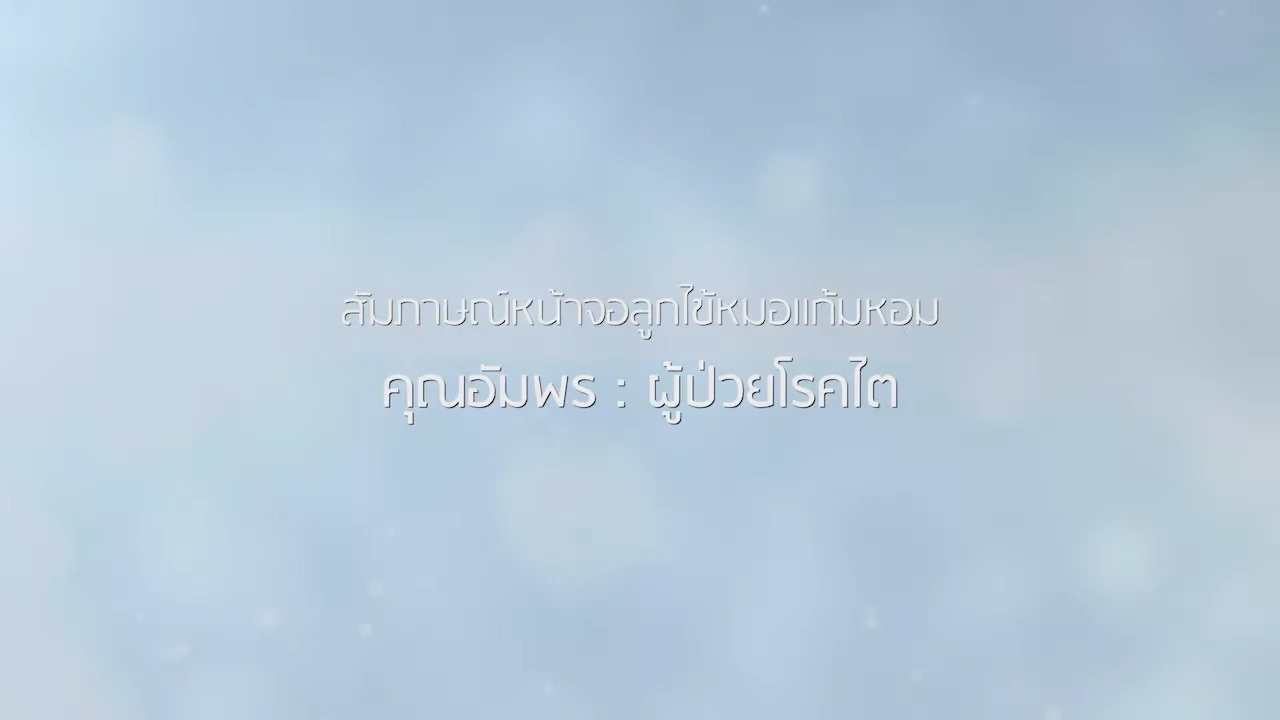 สัมภาษณ์หน้าจอลูกไข้หมอแก้มหอม
คุณอัมพร : ผู้ป่วยโรคไต